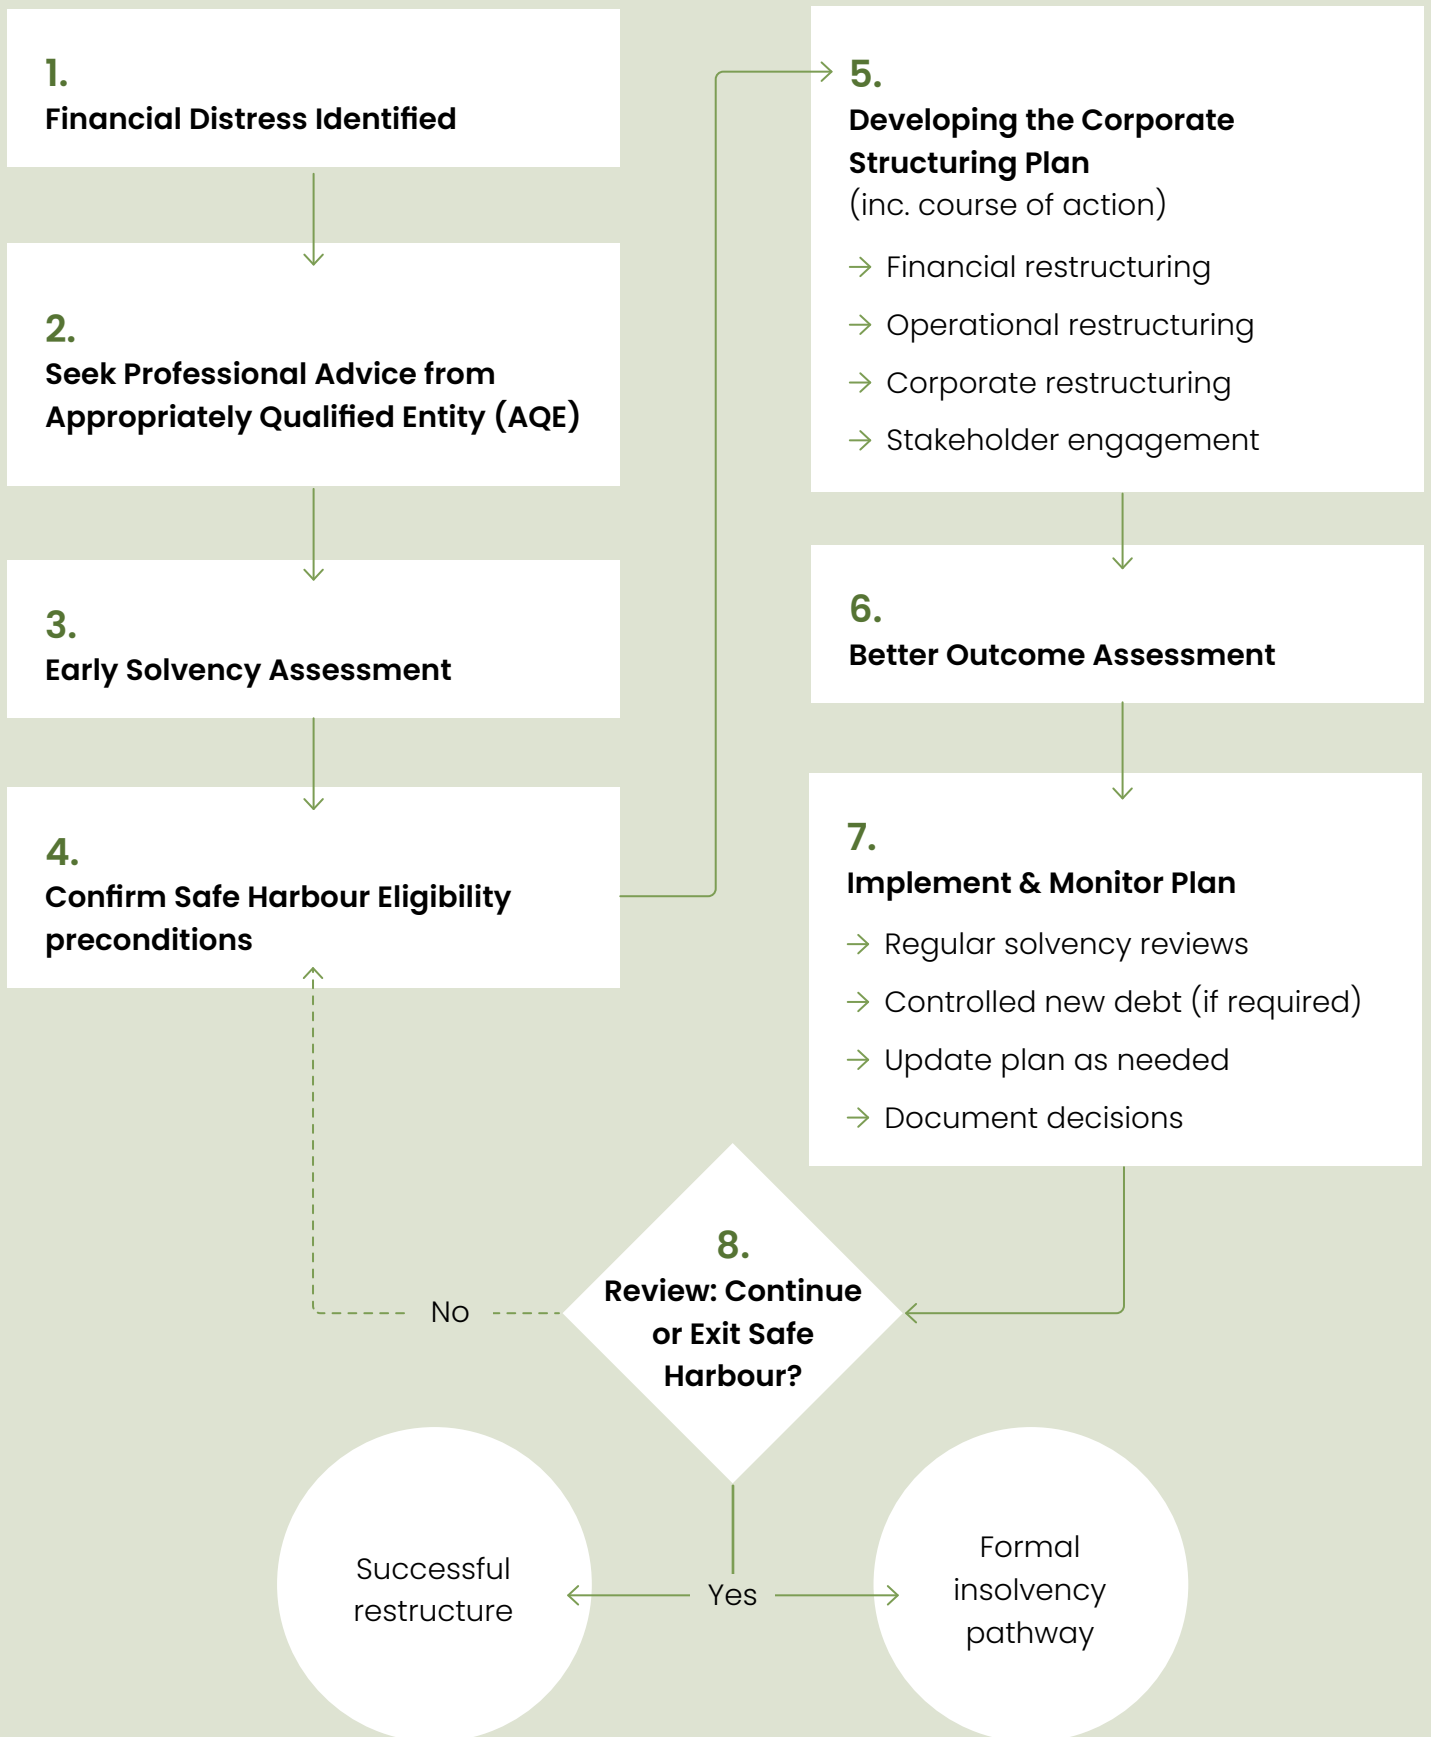 1.
Financial Distress Identified
2.
Seek Professional Advice from
Appropriately Qualified Entity (AQE)
3.
Early Solvency Assessment
4.
Confirm Safe Harbour Eligibility
preconditions
5.
Developing the Corporate
Structuring Plan
(inc. course of action)
Financial restructuring
Operational restructuring
Corporate restructuring
Stakeholder engagement
6.
Better Outcome Assessment
7.
Implement & Monitor Plan
Regular solvency reviews
Controlled new debt (if required)
Update plan as needed
Document decisions
8.
Review: Continue
or Exit Safe
Harbour?
No
Yes
Successful
restructure
Formal
insolvency
pathway